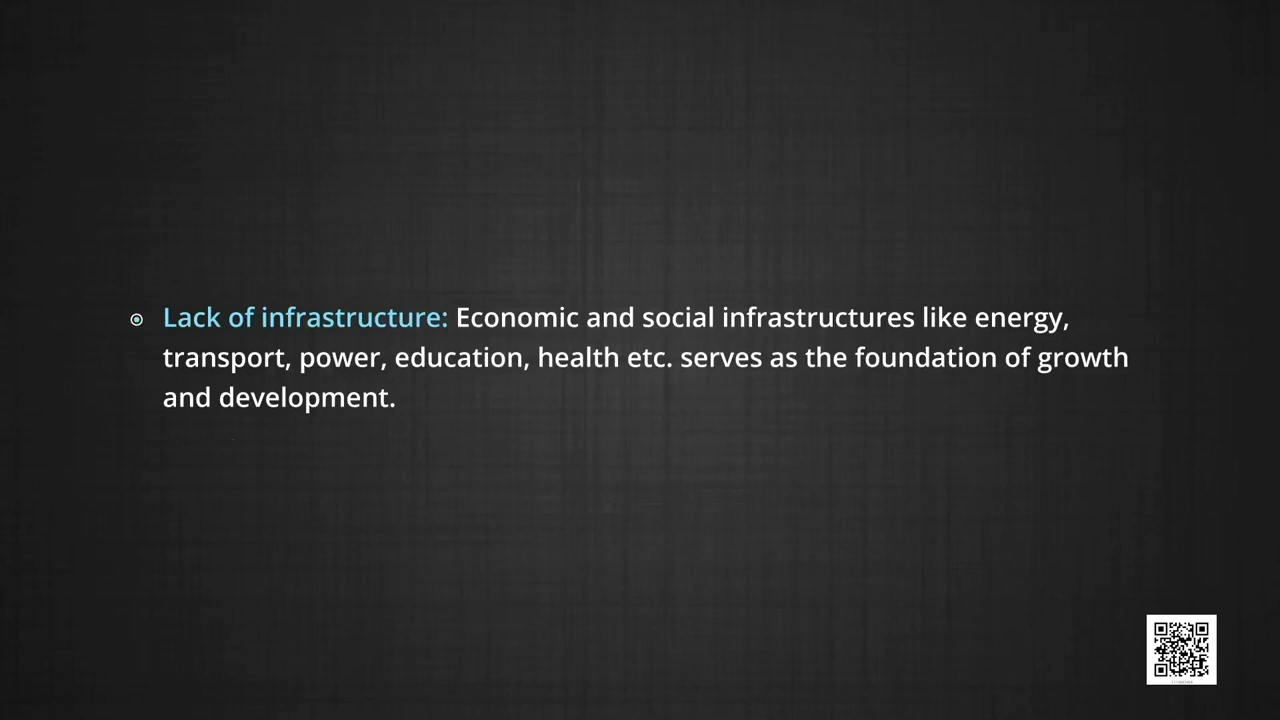 Lack of infrastructure: Economic and social infrastructures like energy,
transport, power, education, health etc. serves as the foundation of growth
and development.